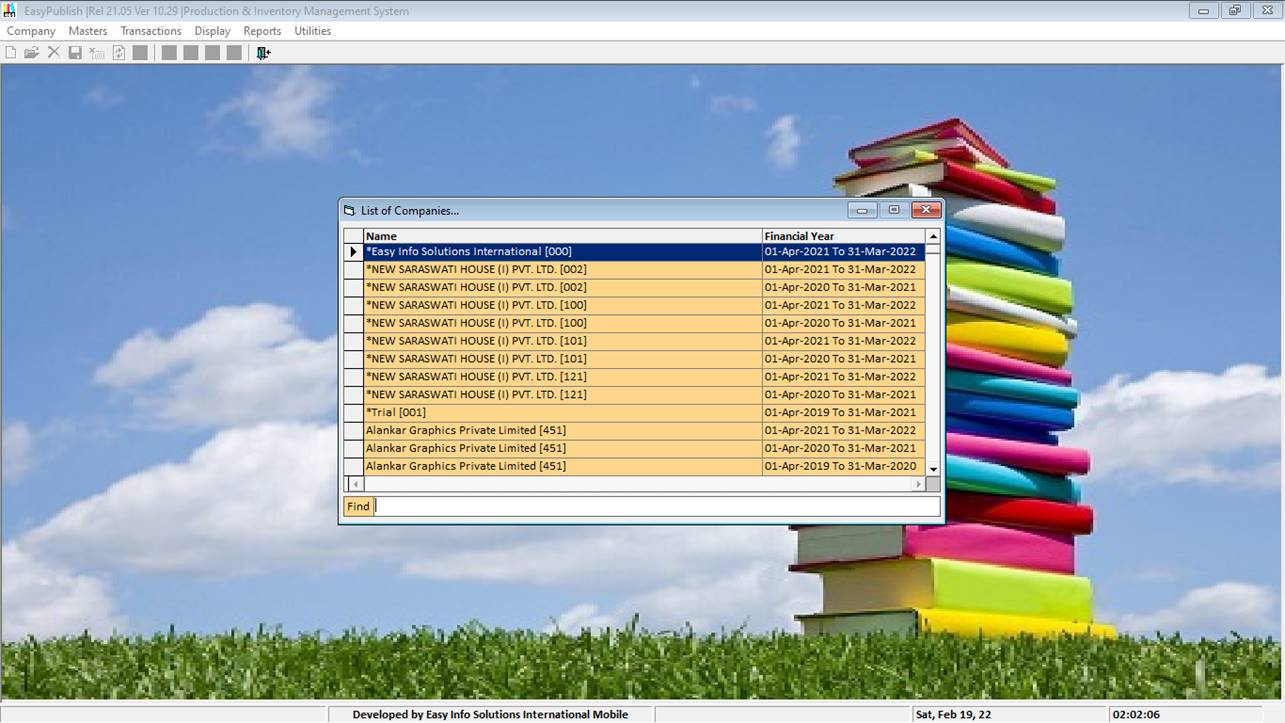 EasyPublish |Rel 21.05 Ver 10.29 |Production & Inventory Management System
Company Masters Transactions Display Reports Utilities
List of Companies...
Name Financial Year
*Easy Info Solutions International [000] 01-Apr-2021 To 31-Mar-2022
*NEW SARASWATI HOUSE (I) PVT. LTD. [002] 01-Apr-2021 To 31-Mar-2022
*NEW SARASWATI HOUSE (I) PVT. LTD. [002] 01-Apr-2020 To 31-Mar-2021
*NEW SARASWATI HOUSE (I) PVT. LTD. [100] 01-Apr-2021 To 31-Mar-2022
*NEW SARASWATI HOUSE (I) PVT. LTD. [100] 01-Apr-2020 To 31-Mar-2021
*NEW SARASWATI HOUSE (I) PVT. LTD. [101] 01-Apr-2021 To 31-Mar-2022
*NEW SARASWATI HOUSE (I) PVT. LTD. [101] 01-Apr-2020 To 31-Mar-2021
*NEW SARASWATI HOUSE (I) PVT. LTD. [121] 01-Apr-2021 To 31-Mar-2022
*NEW SARASWATI HOUSE (I) PVT. LTD. [121] 01-Apr-2020 To 31-Mar-2021
*Trial [001] 01-Apr-2019 To 31-Mar-2021
Alankar Graphics Private Limited [451] 01-Apr-2021 To 31-Mar-2022
Alankar Graphics Private Limited [451] 01-Apr-2020 To 31-Mar-2021
Alankar Graphics Private Limited [451] 01-Apr-2019 To 31-Mar-2020
Find
Developed by Easy Info Solutions International Mobile Sat, Feb 19, 22 02:02:06